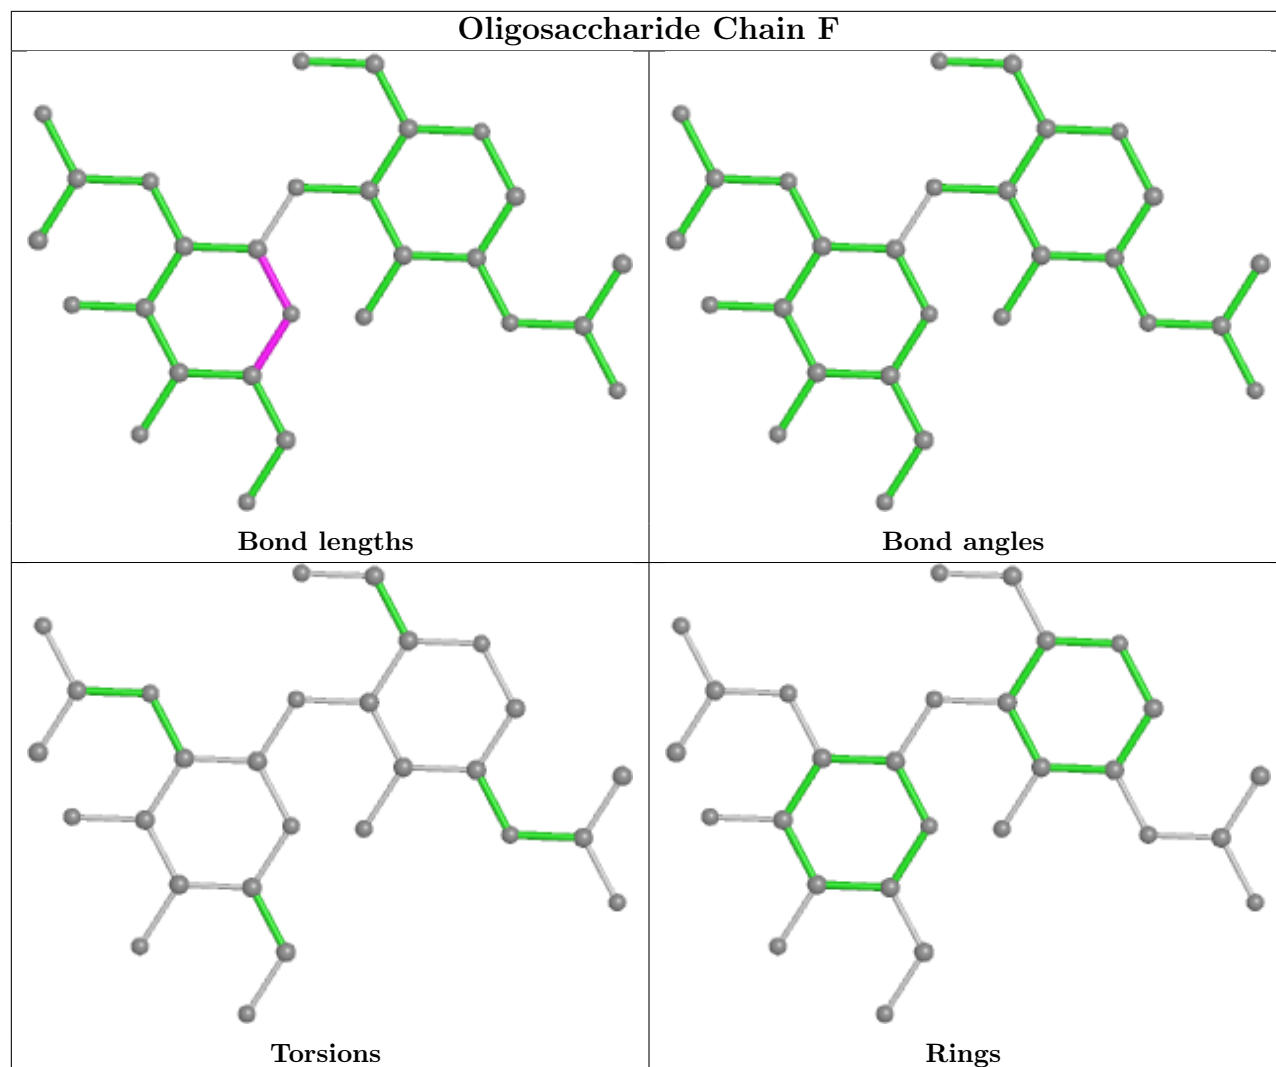 Oligosaccharide Chain F
Bond lengths
Bond angles
Torsions
Rings